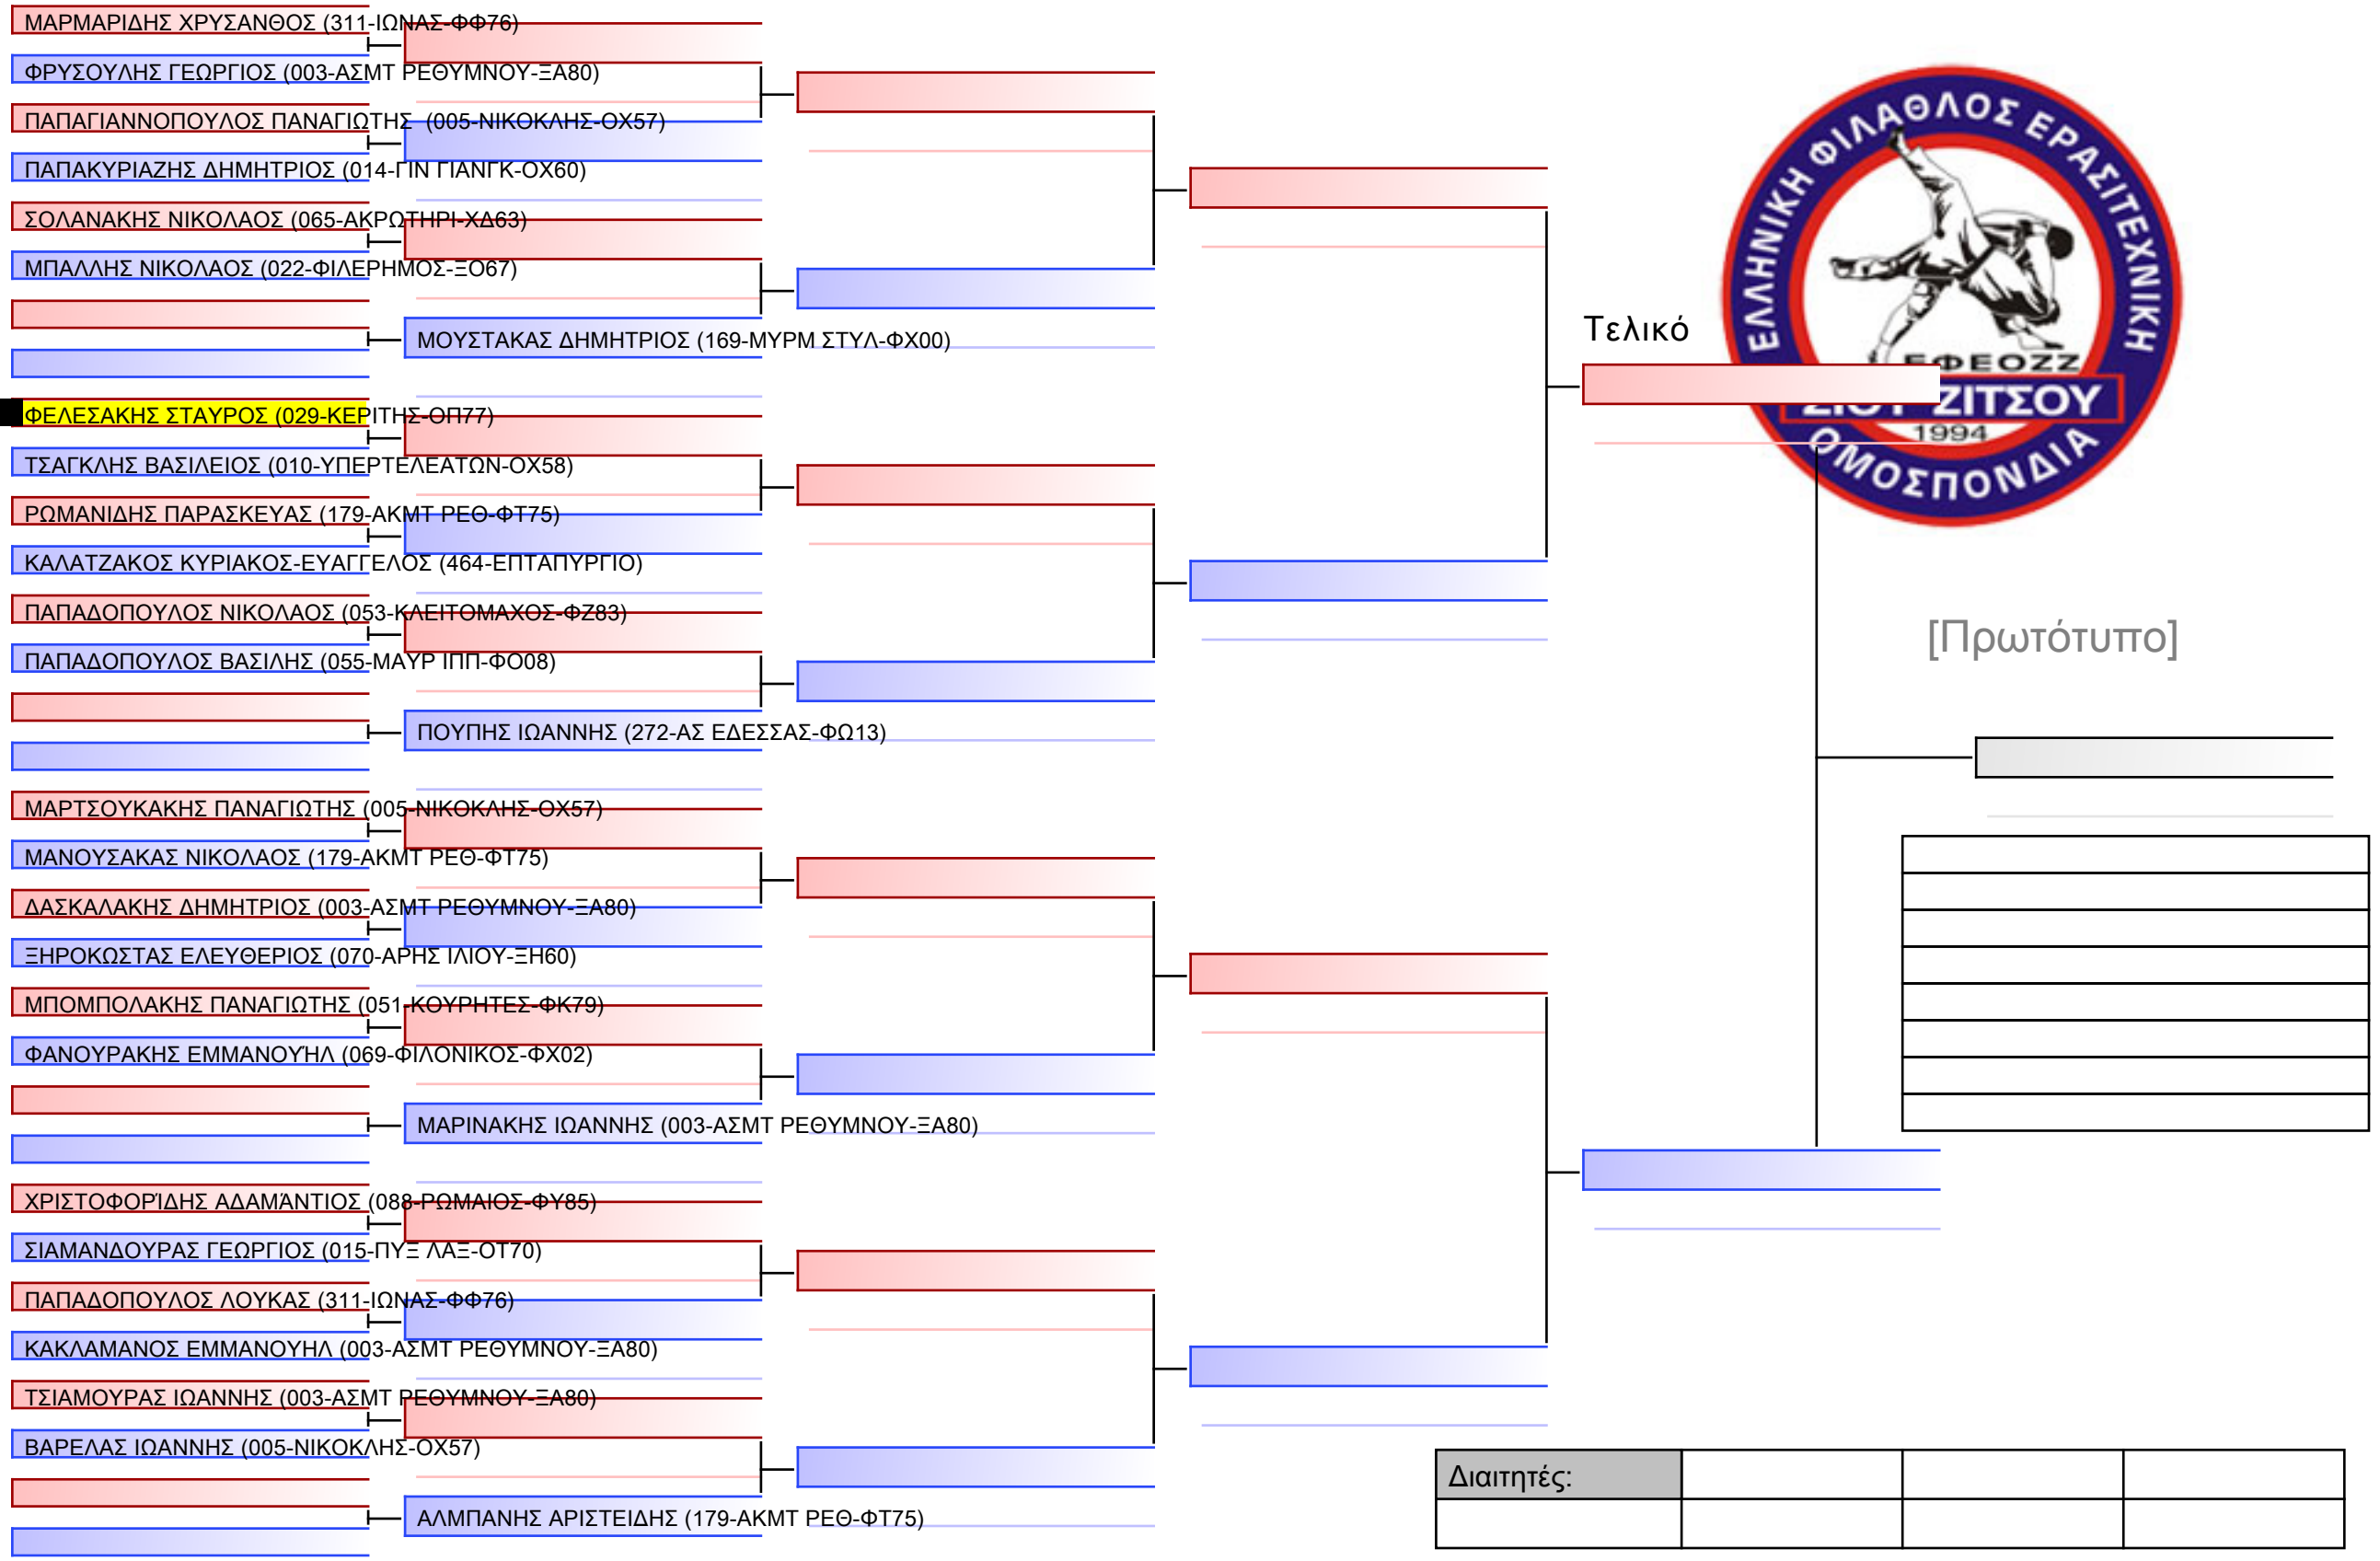 ΜΑΡΜΑΡΙΔΗΣ ΧΡΥΣΑΝΘΟΣ (311-ΙΩΝΑΣ-ΦΦ76)
ΦΡΥΣΟΥΛΗΣ ΓΕΩΡΓΙΟΣ (003-ΑΣΜΤ ΡΕΘΥΜΝΟΥ-ΞΑ80)
ΠΑΠΑΓΙΑΝΝΟΠΟΥΛΟΣ ΠΑΝΑΓΙΩΤΗΣ (005-ΝΙΚΟΚΛΗΣ-ΟΧ57)
ΠΑΠΑΚΥΡΙΑΖΗΣ ΔΗΜΗΤΡΙΟΣ (014-ΓΙΝ ΓΙΑΝΓΚ-ΟΧ60)
ΣΟΛΑΝΑΚΗΣ ΝΙΚΟΛΑΟΣ (065-ΑΚΡΩΤΗΡΙ-ΧΔ63)
ΜΠΑΛΛΗΣ ΝΙΚΟΛΑΟΣ (022-ΦΙΛΕΡΗΜΟΣ-ΞΟ67)
ΜΟΥΣΤΑΚΑΣ ΔΗΜΗΤΡΙΟΣ (169-ΜΥΡΜ ΣΤΥΛ-ΦΧ00)
ΦΕΛΕΣΑΚΗΣ ΣΤΑΥΡΟΣ (029-ΚΕΡΙΤΗΣ-ΟΠ77)
ΤΣΑΓΚΛΗΣ ΒΑΣΙΛΕΙΟΣ (010-ΥΠΕΡΤΕΛΕΑΤΩΝ-ΟΧ58)
ΡΩΜΑΝΙΔΗΣ ΠΑΡΑΣΚΕΥΑΣ (179-ΑΚΜΤ ΡΕΘ-ΦΤ75)
ΚΑΛΑΤΖΑΚΟΣ ΚΥΡΙΑΚΟΣ-ΕΥΑΓΓΕΛΟΣ (464-ΕΠΤΑΠΥΡΓΙΟ)
ΠΑΠΑΔΟΠΟΥΛΟΣ ΝΙΚΟΛΑΟΣ (053-ΚΛΕΙΤΟΜΑΧΟΣ-ΦΖ83)
ΠΑΠΑΔΟΠΟΥΛΟΣ ΒΑΣΙΛΗΣ (055-ΜΑΥΡ ΙΠΠ-ΦΟ08)
ΠΟΥΠΗΣ ΙΩΑΝΝΗΣ (272-ΑΣ ΕΔΕΣΣΑΣ-ΦΩ13)
ΜΑΡΤΣΟΥΚΑΚΗΣ ΠΑΝΑΓΙΩΤΗΣ (005-ΝΙΚΟΚΛΗΣ-ΟΧ57)
ΜΑΝΟΥΣΑΚΑΣ ΝΙΚΟΛΑΟΣ (179-ΑΚΜΤ ΡΕΘ-ΦΤ75)
ΔΑΣΚΑΛΑΚΗΣ ΔΗΜΗΤΡΙΟΣ (003-ΑΣΜΤ ΡΕΘΥΜΝΟΥ-ΞΑ80)
ΞΗΡΟΚΩΣΤΑΣ ΕΛΕΥΘΕΡΙΟΣ (070-ΑΡΗΣ ΙΛΙΟΥ-ΞΗ60)
ΜΠΟΜΠΟΛΑΚΗΣ ΠΑΝΑΓΙΩΤΗΣ (051-ΚΟΥΡΗΤΕΣ-ΦΚ79)
ΦΑΝΟΥΡΑΚΗΣ ΕΜΜΑΝΟΥΉΛ (069-ΦΙΛΟΝΙΚΟΣ-ΦΧ02)
ΜΑΡΙΝΑΚΗΣ ΙΩΑΝΝΗΣ (003-ΑΣΜΤ ΡΕΘΥΜΝΟΥ-ΞΑ80)
ΧΡΙΣΤΟΦΟΡΊΔΗΣ ΑΔΑΜΆΝΤΙΟΣ (088-ΡΩΜΑΙΟΣ-ΦΥ85)
ΣΙΑΜΑΝΔΟΥΡΑΣ ΓΕΩΡΓΙΟΣ (015-ΠΥΞ ΛΑΞ-ΟΤ70)
ΠΑΠΑΔΟΠΟΥΛΟΣ ΛΟΥΚΑΣ (311-ΙΩΝΑΣ-ΦΦ76)
ΚΑΚΛΑΜΑΝΟΣ ΕΜΜΑΝΟΥΗΛ (003-ΑΣΜΤ ΡΕΘΥΜΝΟΥ-ΞΑ80)
ΤΣΙΑΜΟΥΡΑΣ ΙΩΑΝΝΗΣ (003-ΑΣΜΤ ΡΕΘΥΜΝΟΥ-ΞΑ80)
ΒΑΡΕΛΑΣ ΙΩΑΝΝΗΣ (005-ΝΙΚΟΚΛΗΣ-ΟΧ57)
ΑΛΜΠΑΝΗΣ ΑΡΙΣΤΕΙΔΗΣ (179-ΑΚΜΤ ΡΕΘ-ΦΤ75)
Τελικό
ΕΛΛΗΝΙΚΗ ΦΙΛΑΘΛΟΣ ΕΡΑΣΙΤΕΧΝΙΚΗ
ΕΦΕΟΖΖ
ΖΙΤΣΟΥ
1994
ΟΜΟΣΠΟΝΔΙΑ
[Πρωτότυπο]
Διαιτητές: